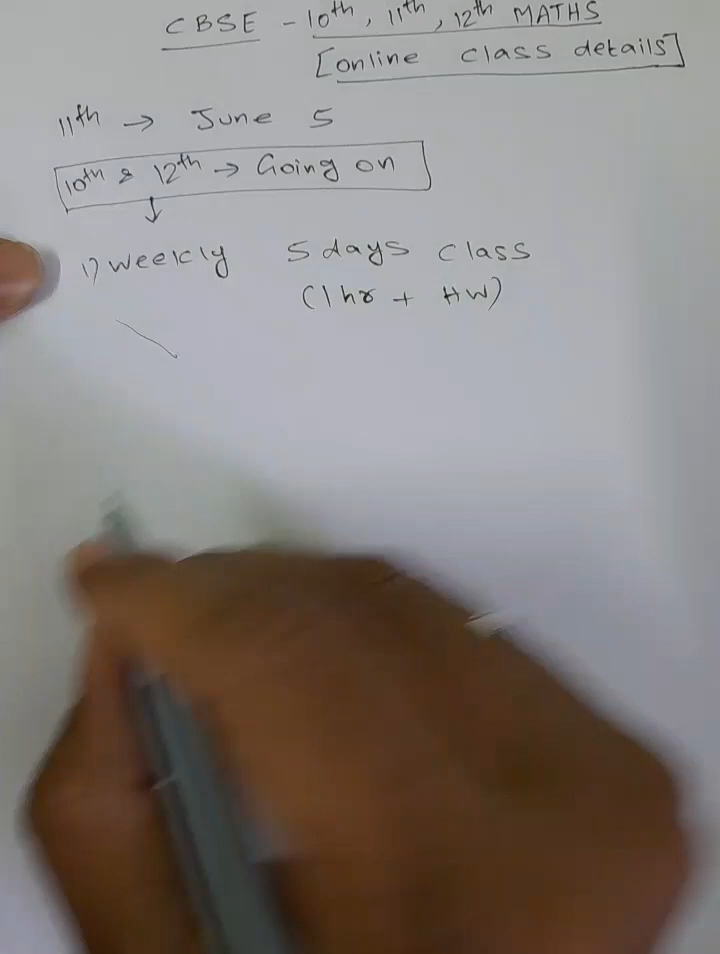 CBSE - 10th, 11th, 12th MATHS
[online class details]
11th → June 5
10th & 12th → Going on
↓
1) weekly 5 days class
(1 hr + HW)